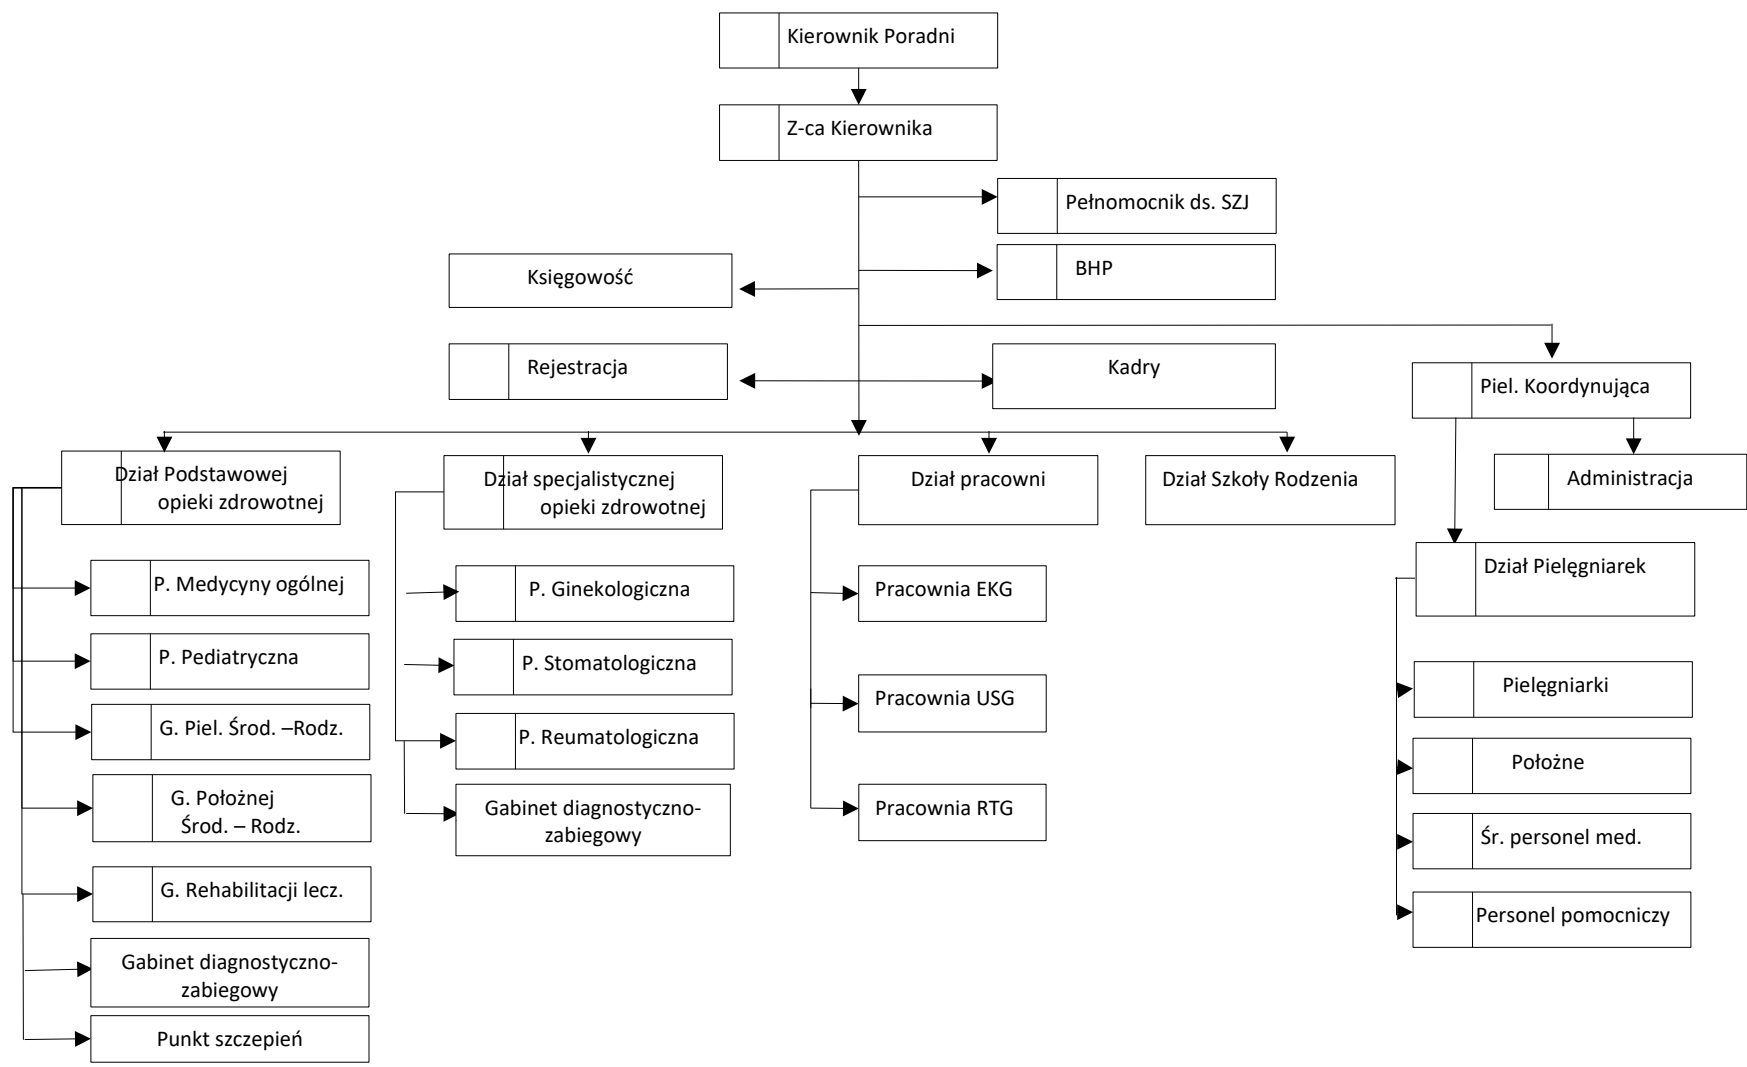 Kierownik Poradni
Z-ca Kierownika
Pełnomocnik ds. SZJ
BHP
Księgowość
Rejestracja
Kadry
Piel. Koordynująca
Dział Podstawowej
opieki zdrowotnej
Dział specjalistycznej
opieki zdrowotnej
Dział pracowni
Dział Szkoły Rodzenia
Administracja
Dział Pielęgniarek
P. Medycyny ogólnej
P. Pediatryczna
G. Piel. Środ. –Rodz.
G. Położnej
Środ. – Rodz.
G. Rehabilitacji lecz.
Gabinet diagnostyczno-
zabiegowy
Punkt szczepień
P. Ginekologiczna
P. Stomatologiczna
P. Reumatologiczna
Gabinet diagnostyczno-
zabiegowy
Pracownia EKG
Pracownia USG
Pracownia RTG
Pielęgniarki
Położne
Śr. personel med.
Personel pomocniczy